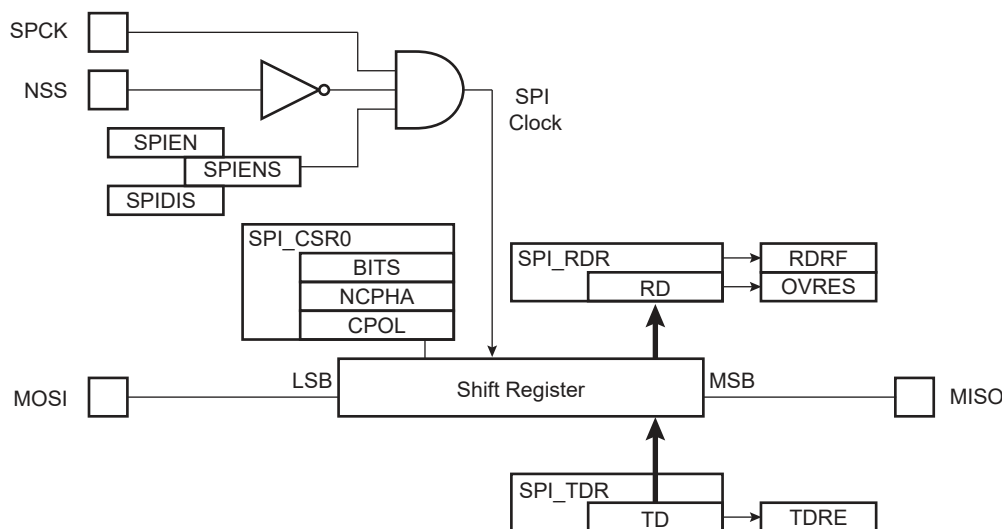 SPCK
NSS
SPI
Clock
SPIEN
SPIENS
SPIDIS
SPI_CSR0
BITS
NCPHA
CPOL
SPI_RDR
RD
RDRF
OVRES
MOSI
LSB
Shift Register
MSB
MISO
SPI_TDR
TD
TDRE